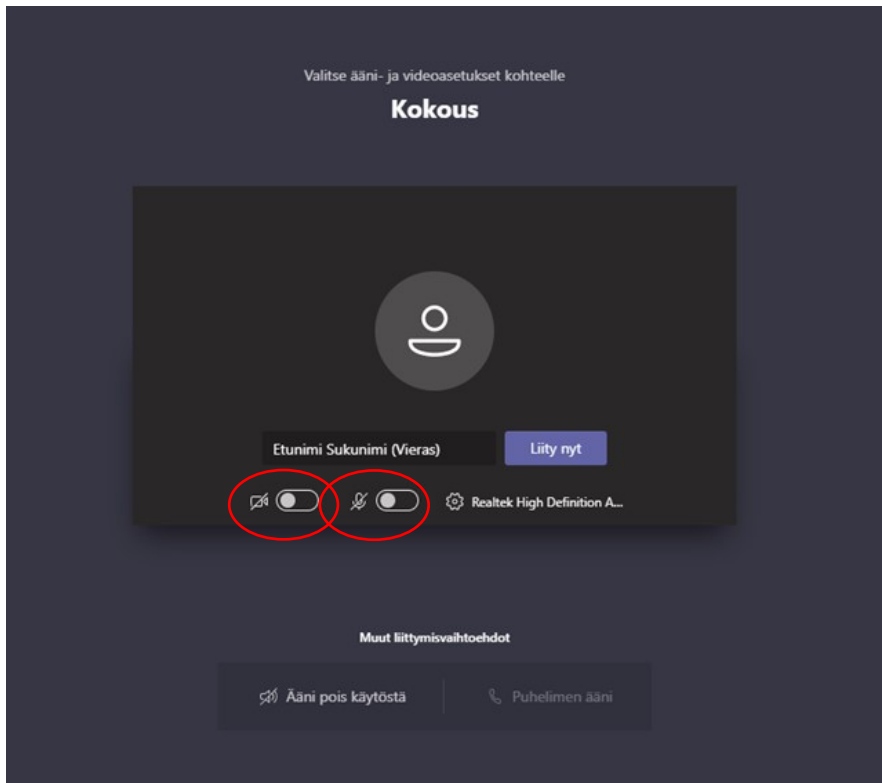 Valitse ääni- ja videoasetukset kohteelle
Kokous
Etunimi Sukunimi (Vieras)
Liity nyt
Realtek High Definition A...
Muut liittymisvaihtoehdot
Ääni pois käytöstä
Puhelimen ääni